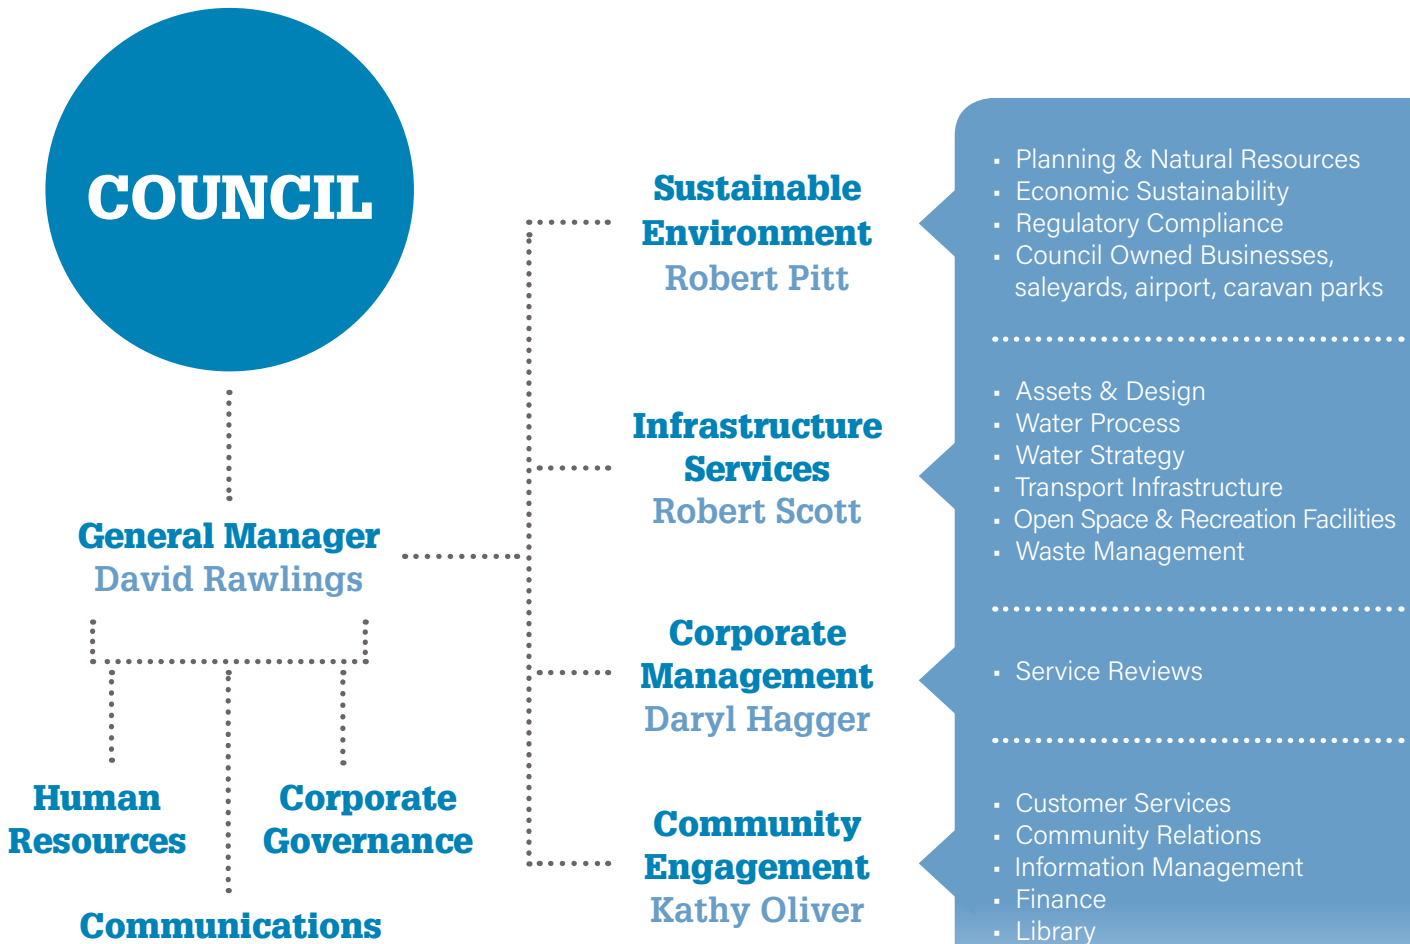 COUNCIL
General Manager
David Rawlings
Human
Resources
Corporate
Governance
Communications
Sustainable
Environment
Robert Pitt
▪ Planning & Natural Resources
▪ Economic Sustainability
▪ Regulatory Compliance
▪ Council Owned Businesses,
saleyards, airport, caravan parks
Infrastructure
Services
Robert Scott
▪ Assets & Design
▪ Water Process
▪ Water Strategy
▪ Transport Infrastructure
▪ Open Space & Recreation Facilities
▪ Waste Management
Corporate
Management
Daryl Hagger
▪ Service Reviews
Community
Engagement
Kathy Oliver
▪ Customer Services
▪ Community Relations
▪ Information Management
▪ Finance
▪ Library